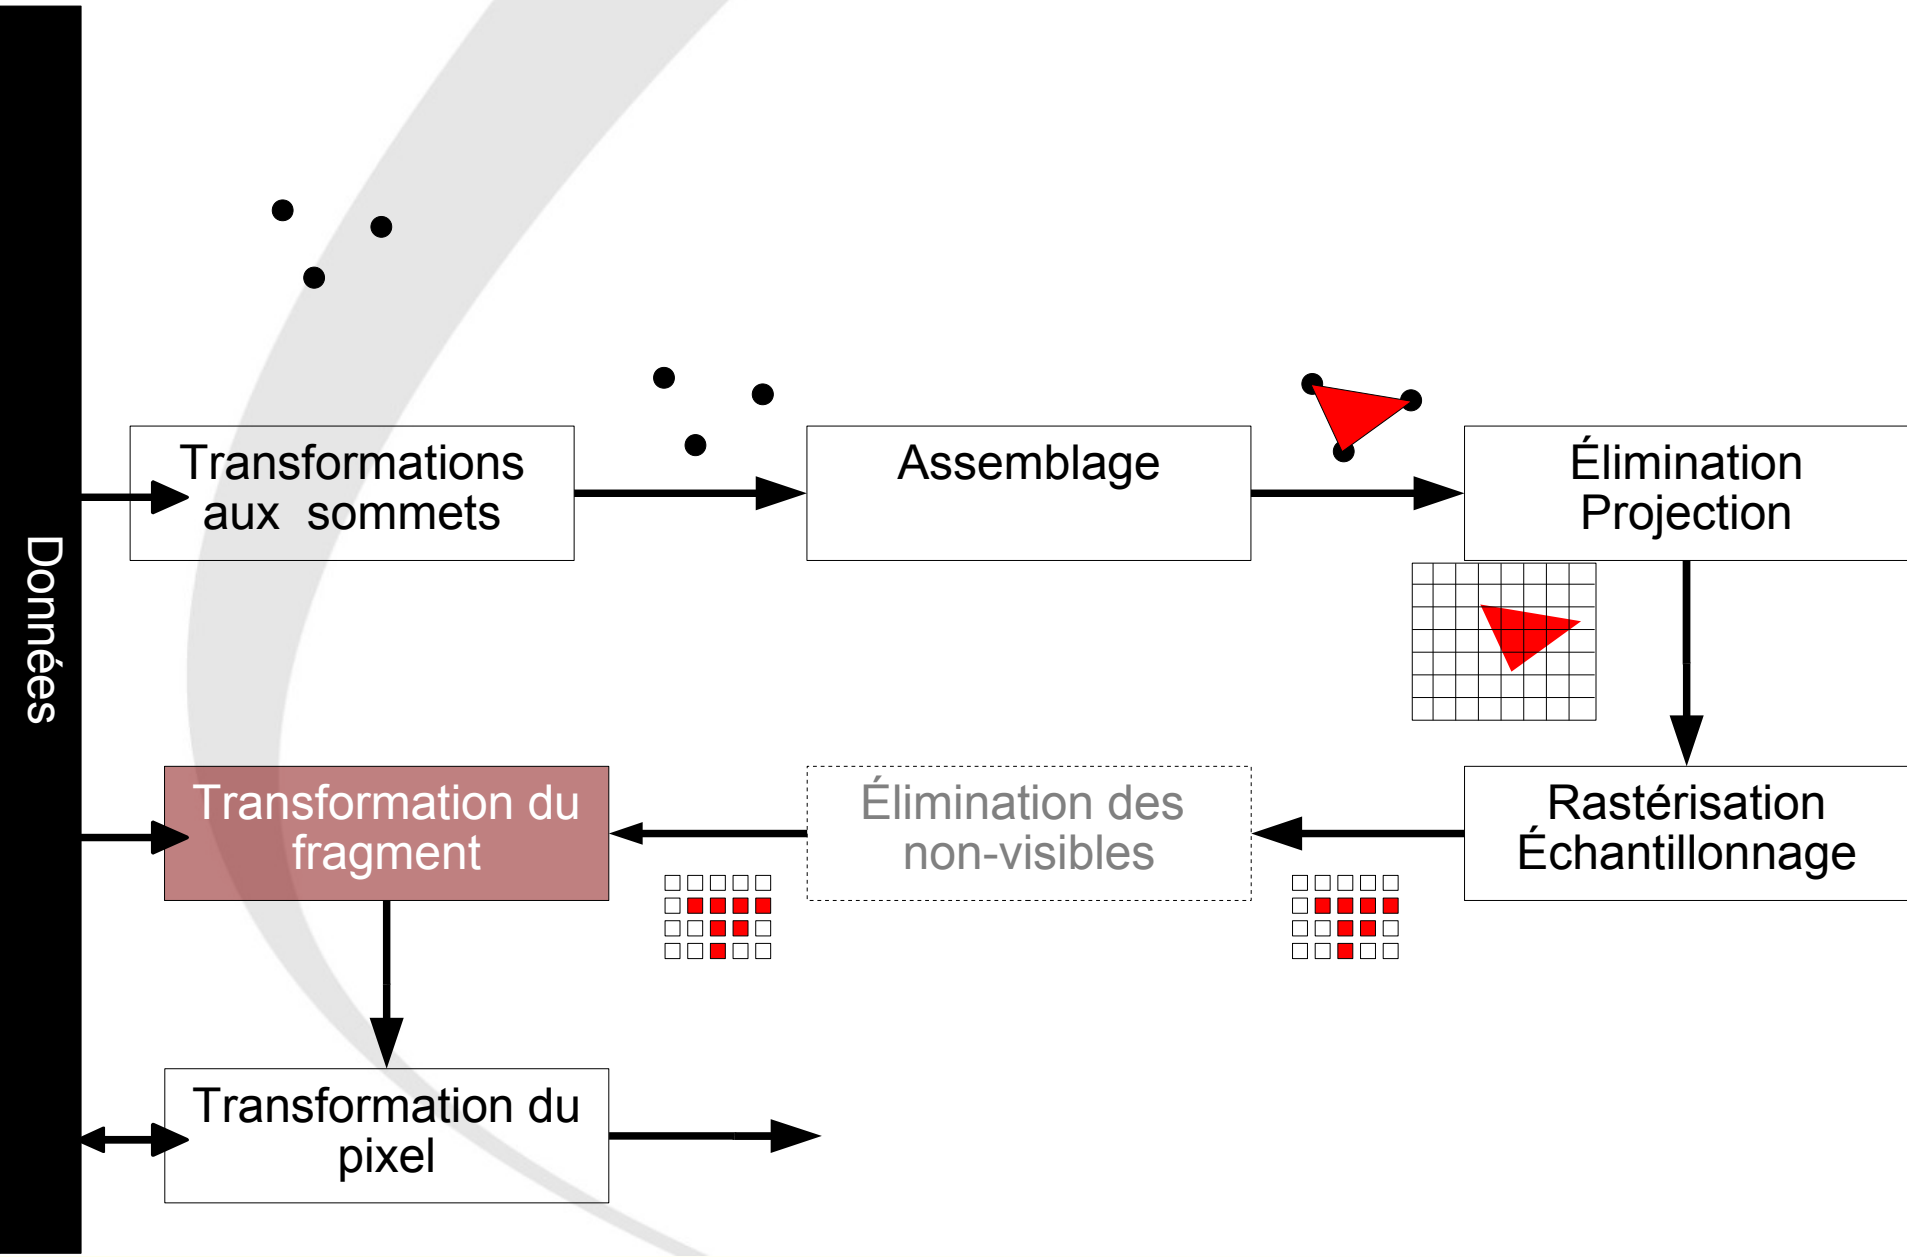 Données
Transformations
aux sommets
Assemblage
Élimination
Projection
Transformation du
fragment
Élimination des
non-visibles
Rastérisation
Échantillonnage
Transformation du
pixel